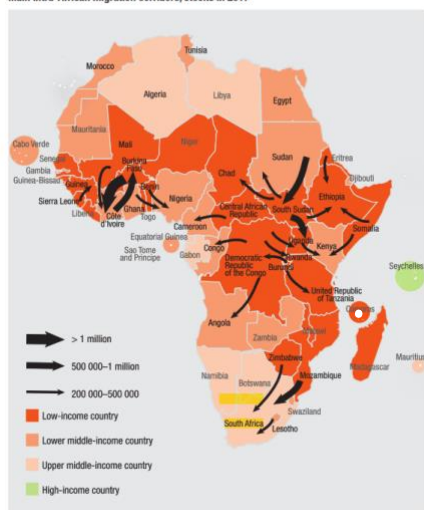 Tunisia
Morocco
Algeria
Libya
Egypt
Mauritania
Cabo Verde
Mali
Niger
Senegal
Gambia
Guinea-Bissau
Guinea
Burkina
Faso
Chad
Sudan
Eritrea
Djibouti
Sierra Leone
Liberia
Côte
d'Ivoire
Ghana
Togo
Benin
Nigeria
Cameroon
Central African
Republic
South Sudan
Ethiopia
Somalia
Equatorial Guinea
Sao Tome
and Principe
Gabon
Congo
Uganda
Kenya
Democratic
Republic
of the Congo
Rwanda
Burundi
United Republic
of Tanzania
Seychelles
Angola
Zambia
Madagascar
Mauritius
Zimbabwe
Mozambique
Namibia
Botswana
Swaziland
South Africa
Lesotho
> 1 million
500 000–1 million
200 000–500 000
Low-income country
Lower middle-income country
Upper middle-income country
High-income country